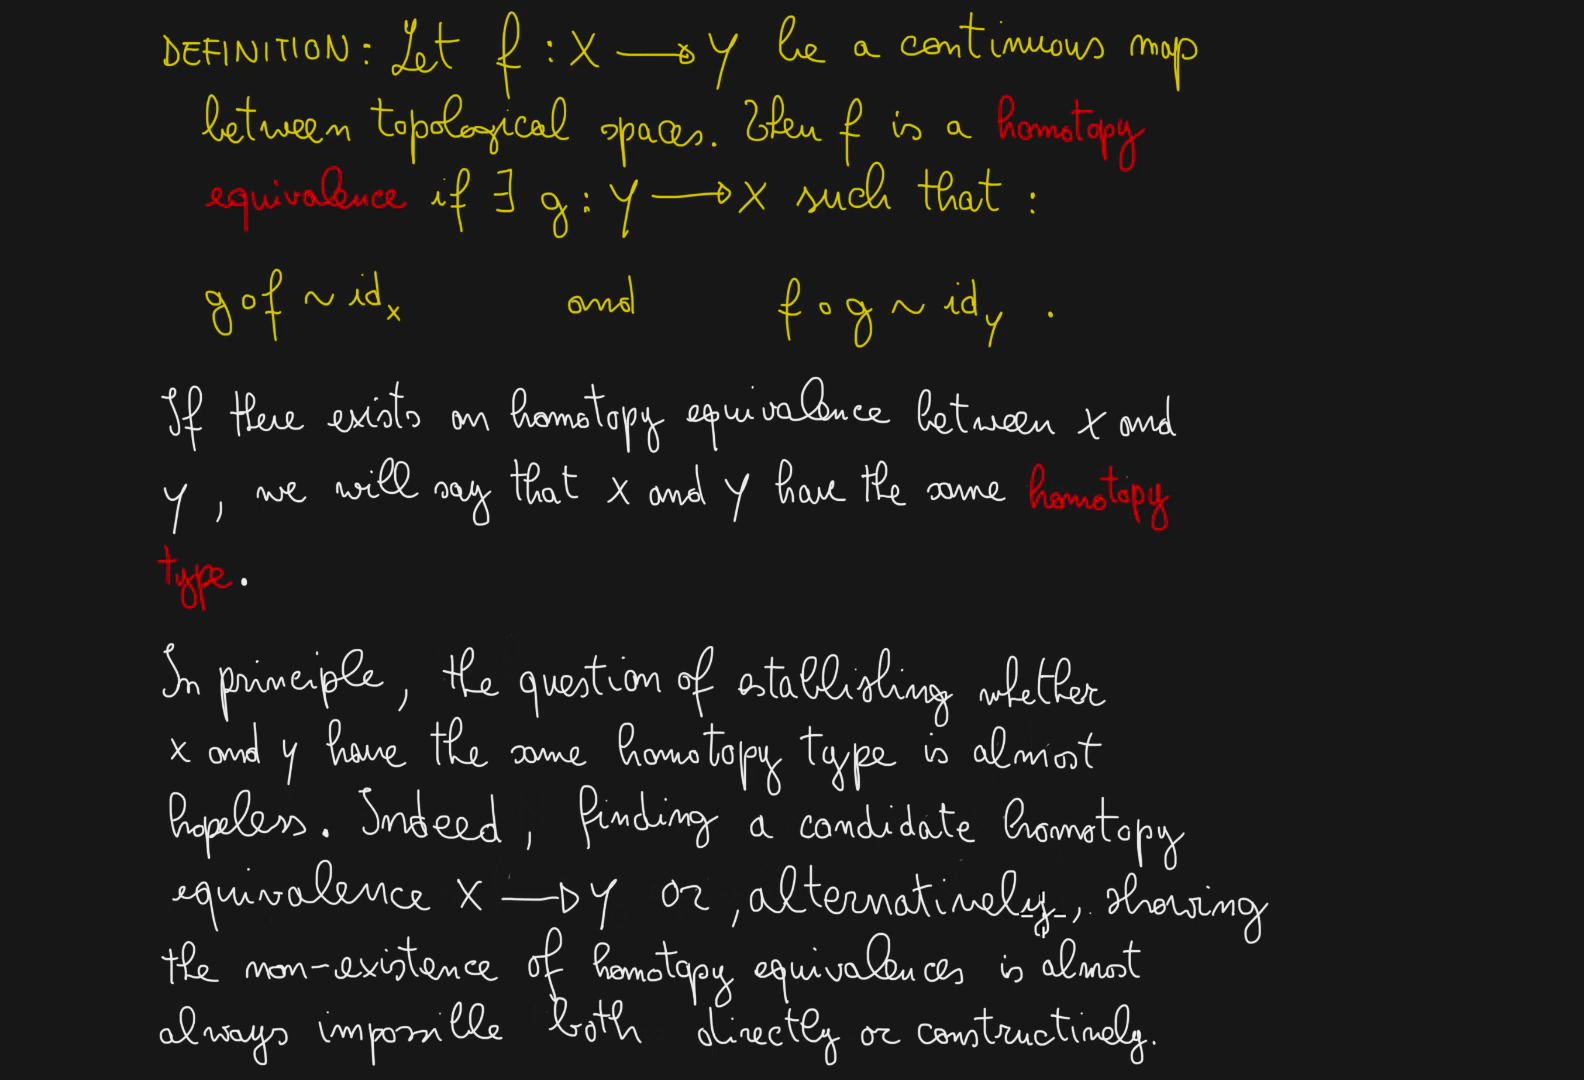 DEFINITION: Let f : X → Y be a continuous map
between topological spaces. Then f is a homotopy
equivalence if ∃ g : Y → X such that :
g ∘ f ~ id_X and f ∘ g ~ id_Y .
If there exists an homotopy equivalence between X and
Y , we will say that X and Y have the same homotopy
type.
In principle, the question of establishing whether
X and Y have the same homotopy type is almost
hopeless. Indeed, finding a candidate homotopy
equivalence X → Y or , alternatively, showing
the non-existence of homotopy equivalences is almost
always impossible both directly or constructively.